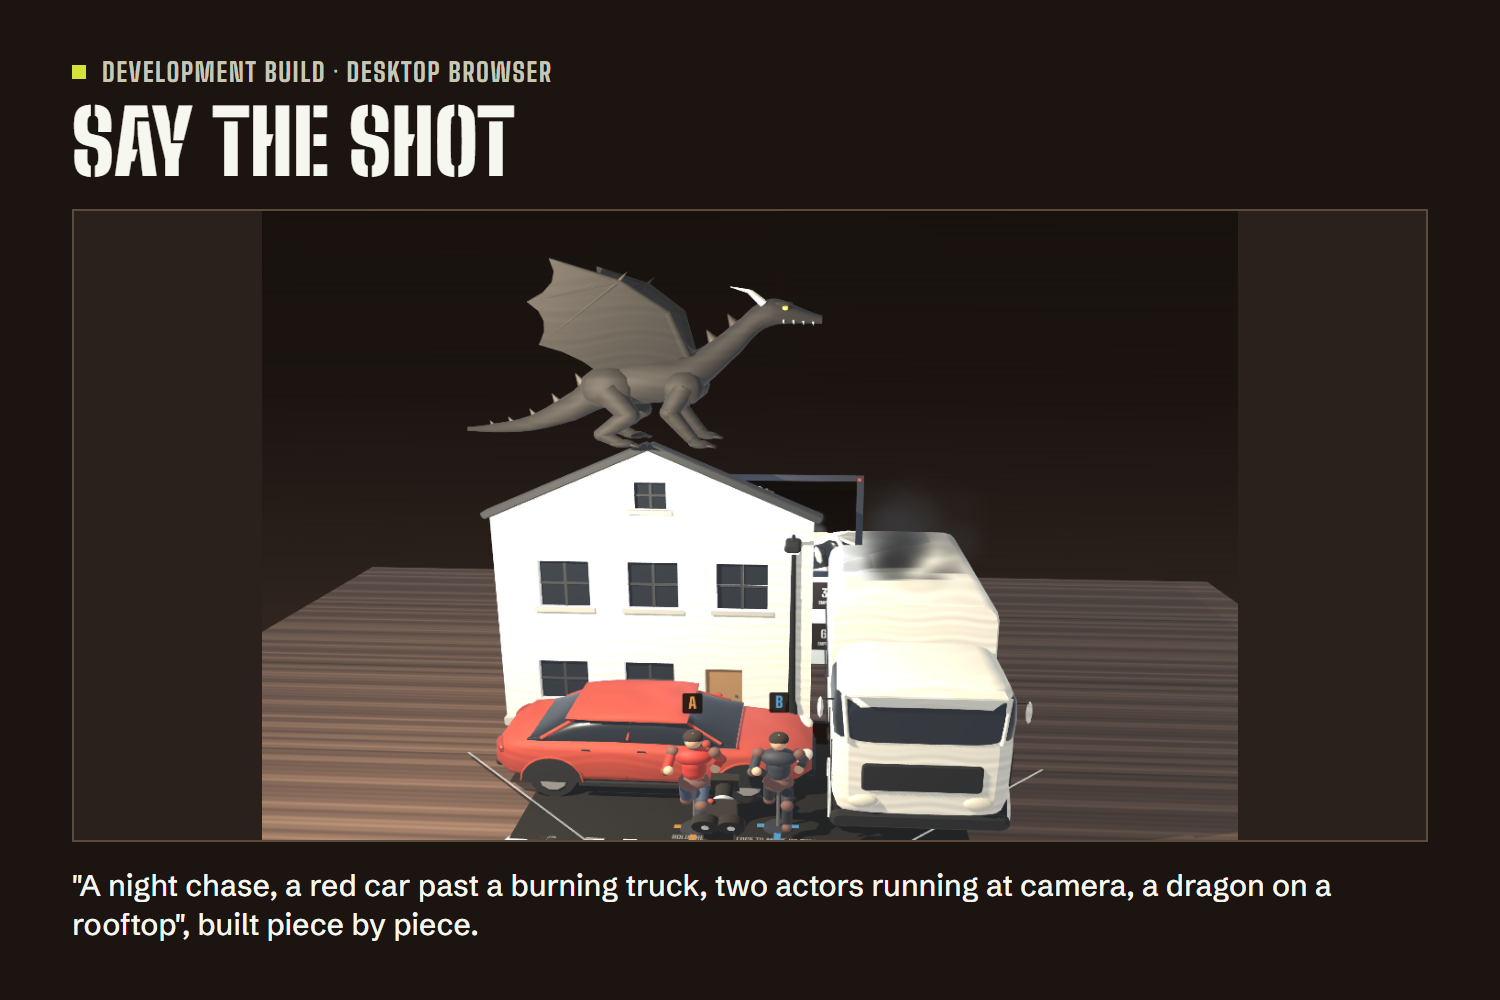 DEVELOPMENT BUILD · DESKTOP BROWSER
SAY THE SHOT
A
B
"A night chase, a red car past a burning truck, two actors running at camera, a dragon on a
rooftop", built piece by piece.